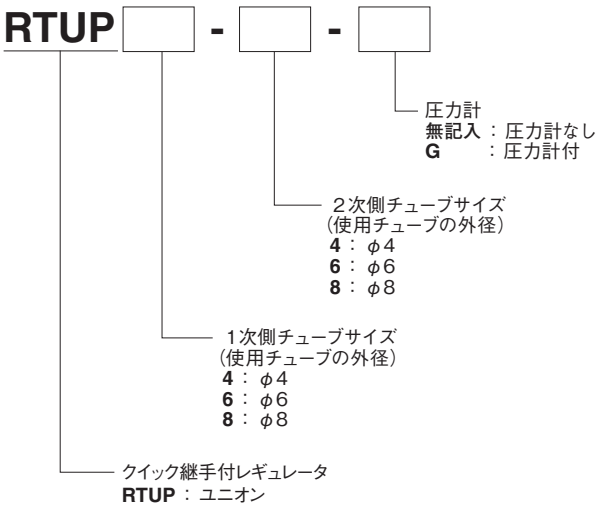 RTUP - -
圧力計
無記入：圧力計なし
G ：圧力計付
２次側チューブサイズ
（使用チューブの外径）
4：φ4
6：φ6
8：φ8
1次側チューブサイズ
（使用チューブの外径）
4：φ4
6：φ6
8：φ8
クイック継手付レギュレータ
RTUP：ユニオン